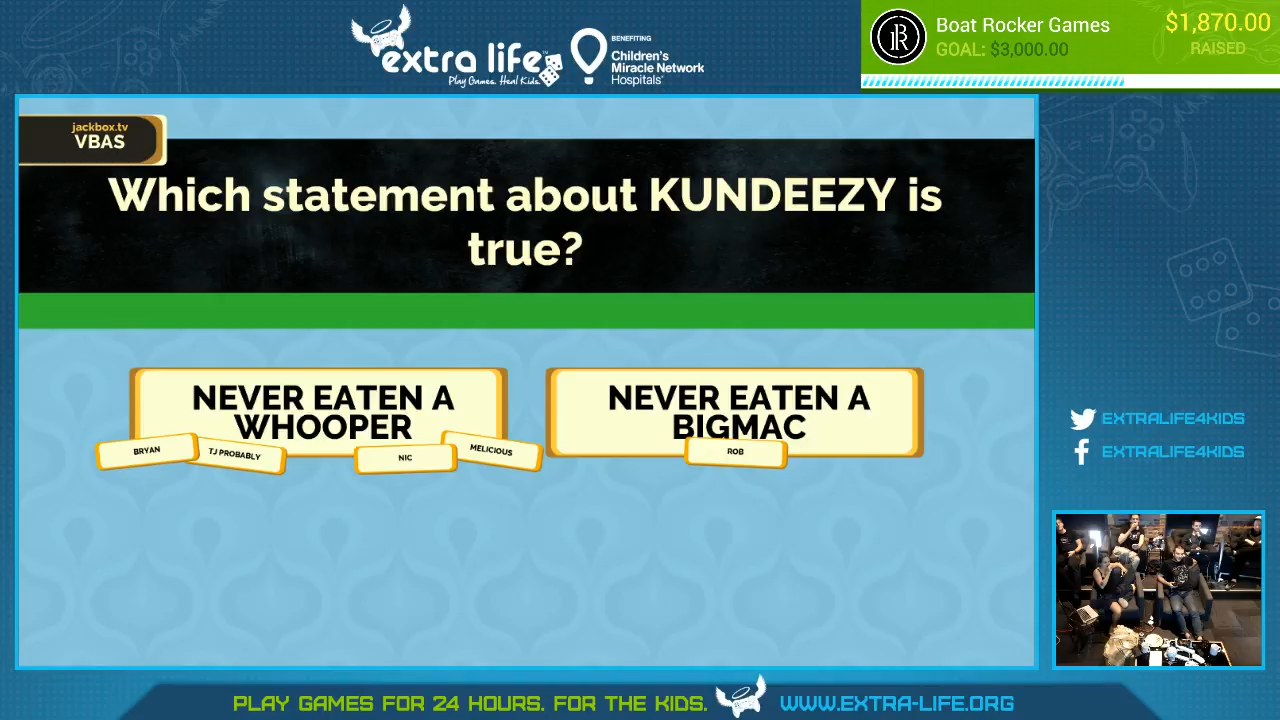 extra life
Play Games. Heal Kids.
BENEFITING
Children's
Miracle Network
Hospitals
Boat Rocker Games
GOAL: $3,000.00
$1,870.00
RAISED
jackbox.tv
VBAS
Which statement about KUNDEEZY is
true?
NEVER EATEN A
WHOOPER
BRYAN
TJ PROBABLY
NIC
MELICIOUS
NEVER EATEN A
BIGMAC
ROB
EXTRALIFE4KIDS
EXTRALIFE4KIDS
PLAY GAMES FOR 24 HOURS. FOR THE KIDS.
WWW.EXTRA-LIFE.ORG